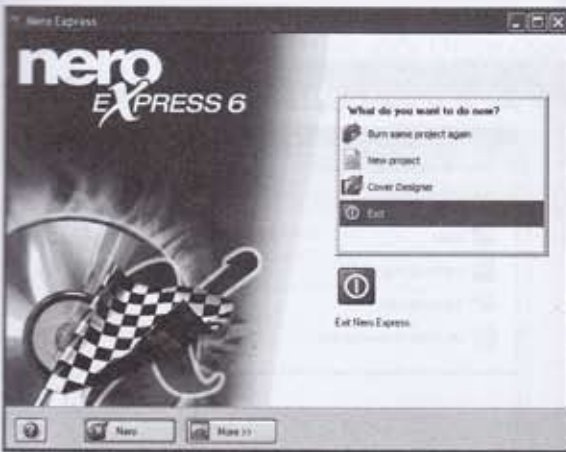 Nero Express
nero
EXPRESS 6
What do you want to do now?
Burn same project again
New project
Cover Designer
Exit
Exit Nero Express
Nero
More >>